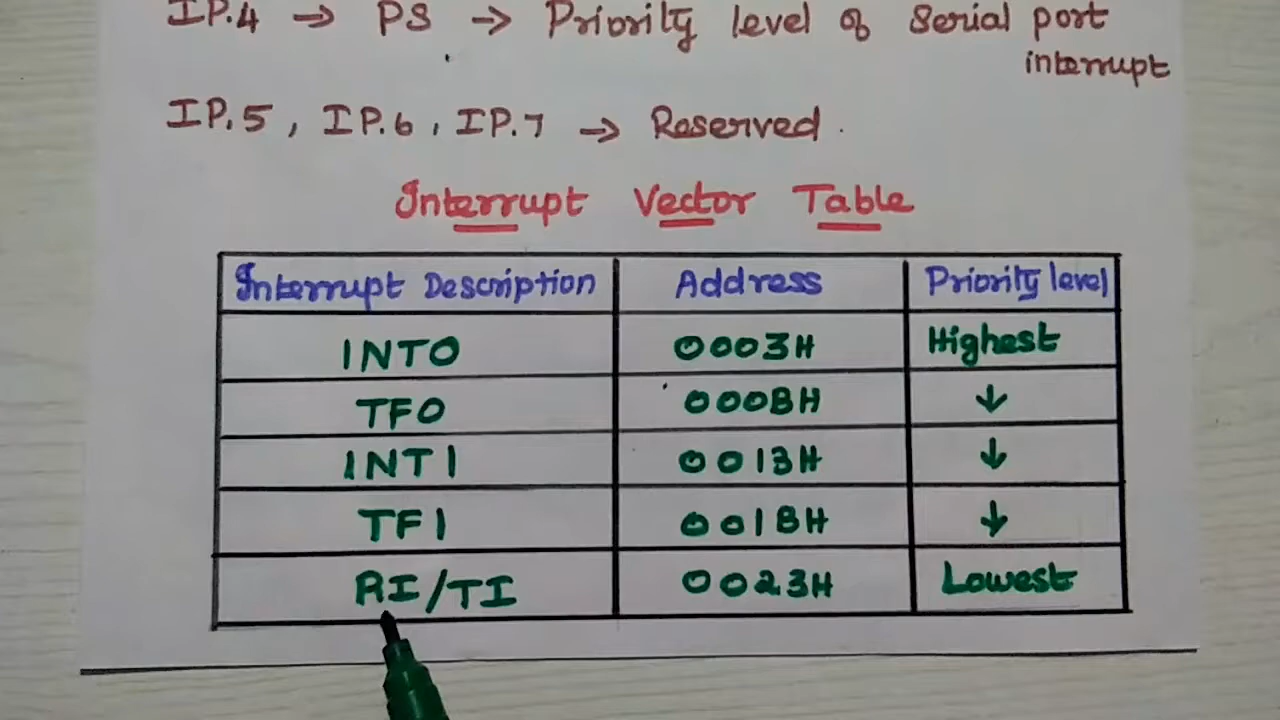 IP.4 → PS → Priority level of Serial port
interrupt
IP.5 , IP.6 , IP.7 → Reserved .
Interrupt Vector Table
Interrupt Description Address Priority level
INT0 0003H Highest
TF0 000BH ↓
INT1 0013H ↓
TF1 001BH ↓
RI/TI 0023H Lowest